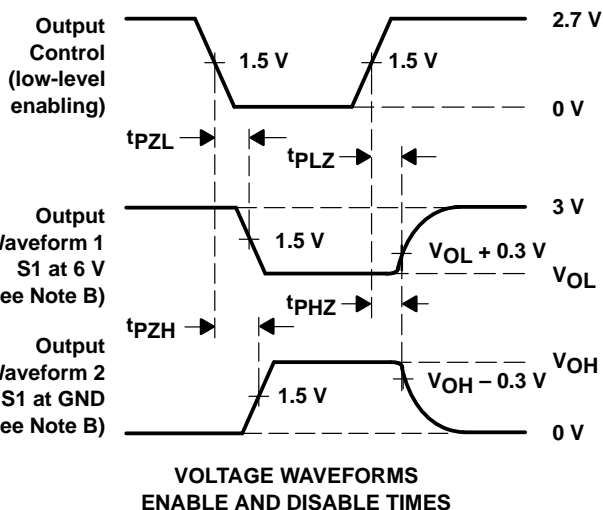 Output
Control
(low-level
enabling)
2.7 V
1.5 V
1.5 V
0 V
tPZL
tPLZ
Output
Waveform 1
S1 at 6 V
(see Note B)
3 V
1.5 V
VOL + 0.3 V
VOL
tPZH
tPHZ
Output
Waveform 2
S1 at GND
(see Note B)
VOH
1.5 V
VOH – 0.3 V
0 V
VOLTAGE WAVEFORMS
ENABLE AND DISABLE TIMES